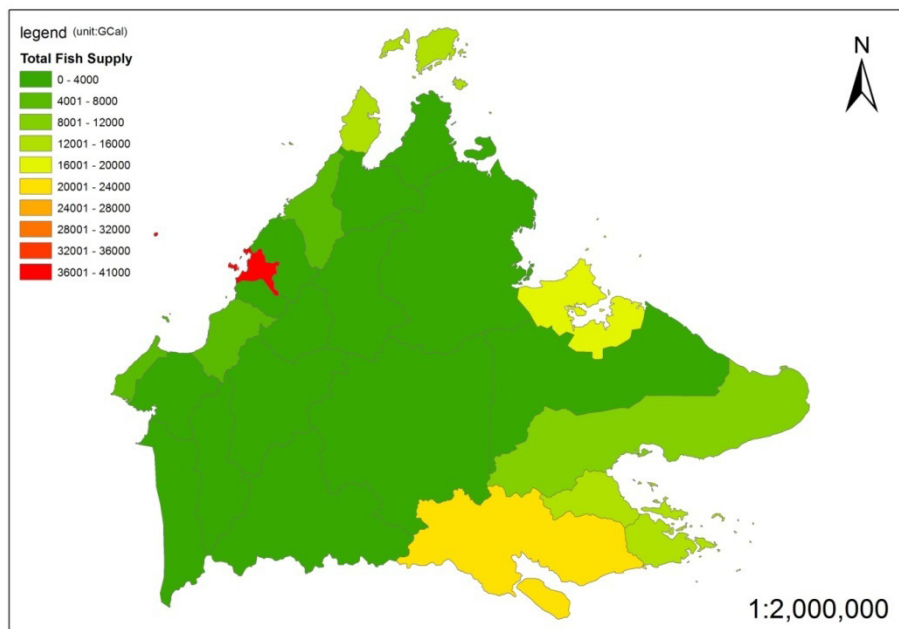 legend (unit:GCal)
Total Fish Supply
0 - 4000
4001 - 8000
8001 - 12000
12001 - 16000
16001 - 20000
20001 - 24000
24001 - 28000
28001 - 32000
32001 - 36000
36001 - 41000
N
1:2,000,000